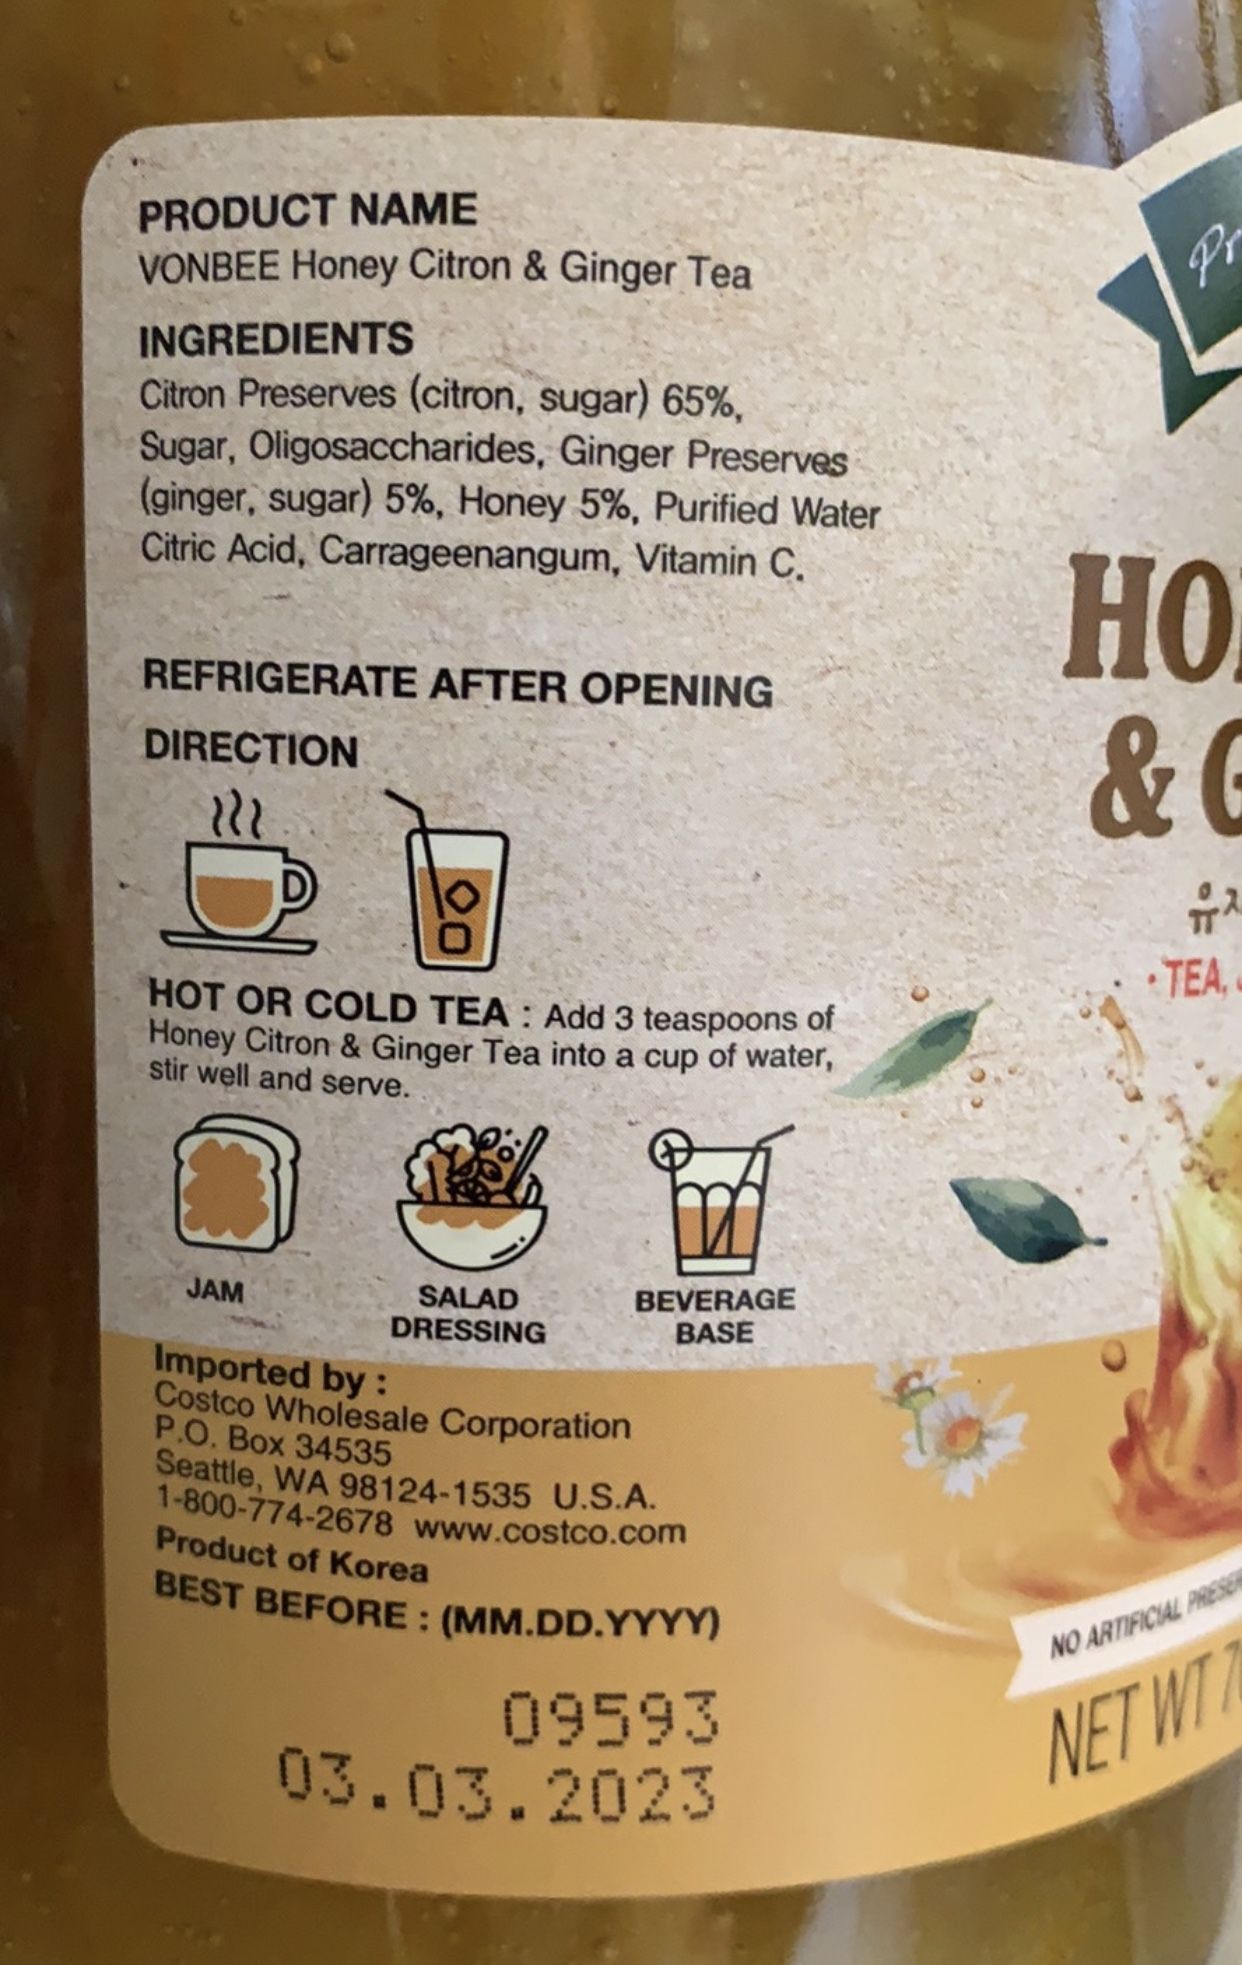 PRODUCT NAME
VONBEE Honey Citron & Ginger Tea
INGREDIENTS
Citron Preserves (citron, sugar) 65%,
Sugar, Oligosaccharides, Ginger Preserves
(ginger, sugar) 5%, Honey 5%, Purified Water
Citric Acid, Carrageenangum, Vitamin C.
REFRIGERATE AFTER OPENING
DIRECTION
HOT OR COLD TEA : Add 3 teaspoons of
Honey Citron & Ginger Tea into a cup of water,
stir well and serve.
JAM
SALAD
DRESSING
BEVERAGE
BASE
Imported by :
Costco Wholesale Corporation
P.O. Box 34535
Seattle, WA 98124-1535 U.S.A.
1-800-774-2678 www.costco.com
Product of Korea
BEST BEFORE : (MM.DD.YYYY)
09593
03.03.2023
&
• TEA,
NO ARTIFICIAL
NET WT